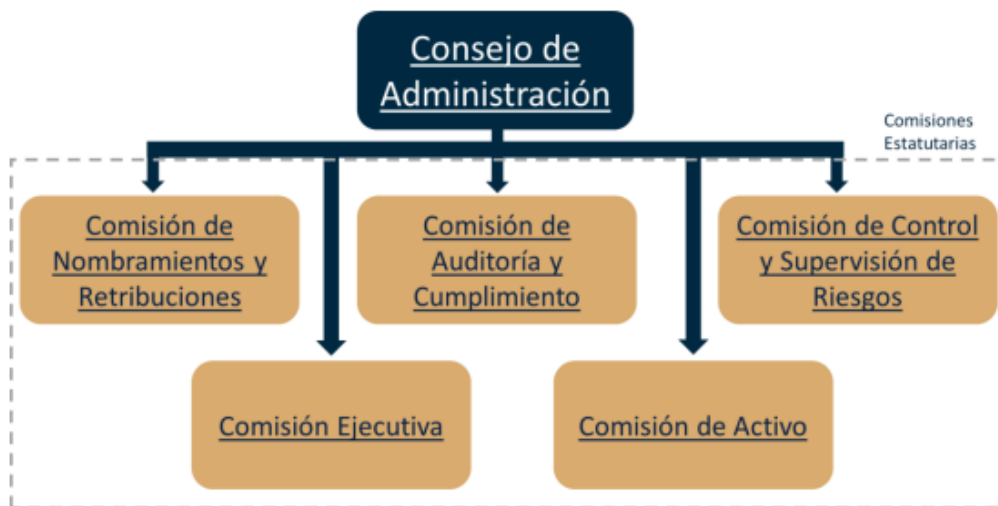 Consejo de
Administración
Comisiones
Estatutarias
Comisión de
Nombramientos y
Retribuciones
Comisión de
Auditoría y
Cumplimiento
Comisión de Control
y Supervisión de
Riesgos
Comisión Ejecutiva
Comisión de Activo